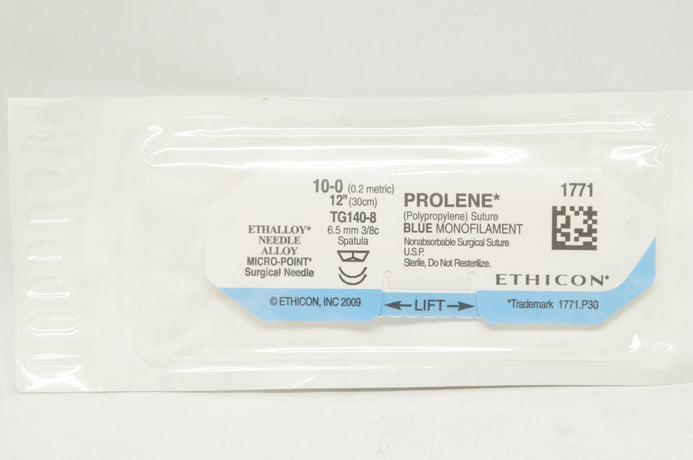 10-0 (0.2 metric)
12" (30cm)
TG140-8
6.5 mm 3/8c
Spatula
ETHALLOY*
NEEDLE
ALLOY
MICRO-POINT*
Surgical Needle
PROLENE*
(Polypropylene) Suture
BLUE MONOFILAMENT
Nonabsorbable Surgical Suture
U.S.P.
Sterile, Do Not Resterilize.
1771
ETHICON*
© ETHICON, INC 2009
LIFT
*Trademark 1771.P30